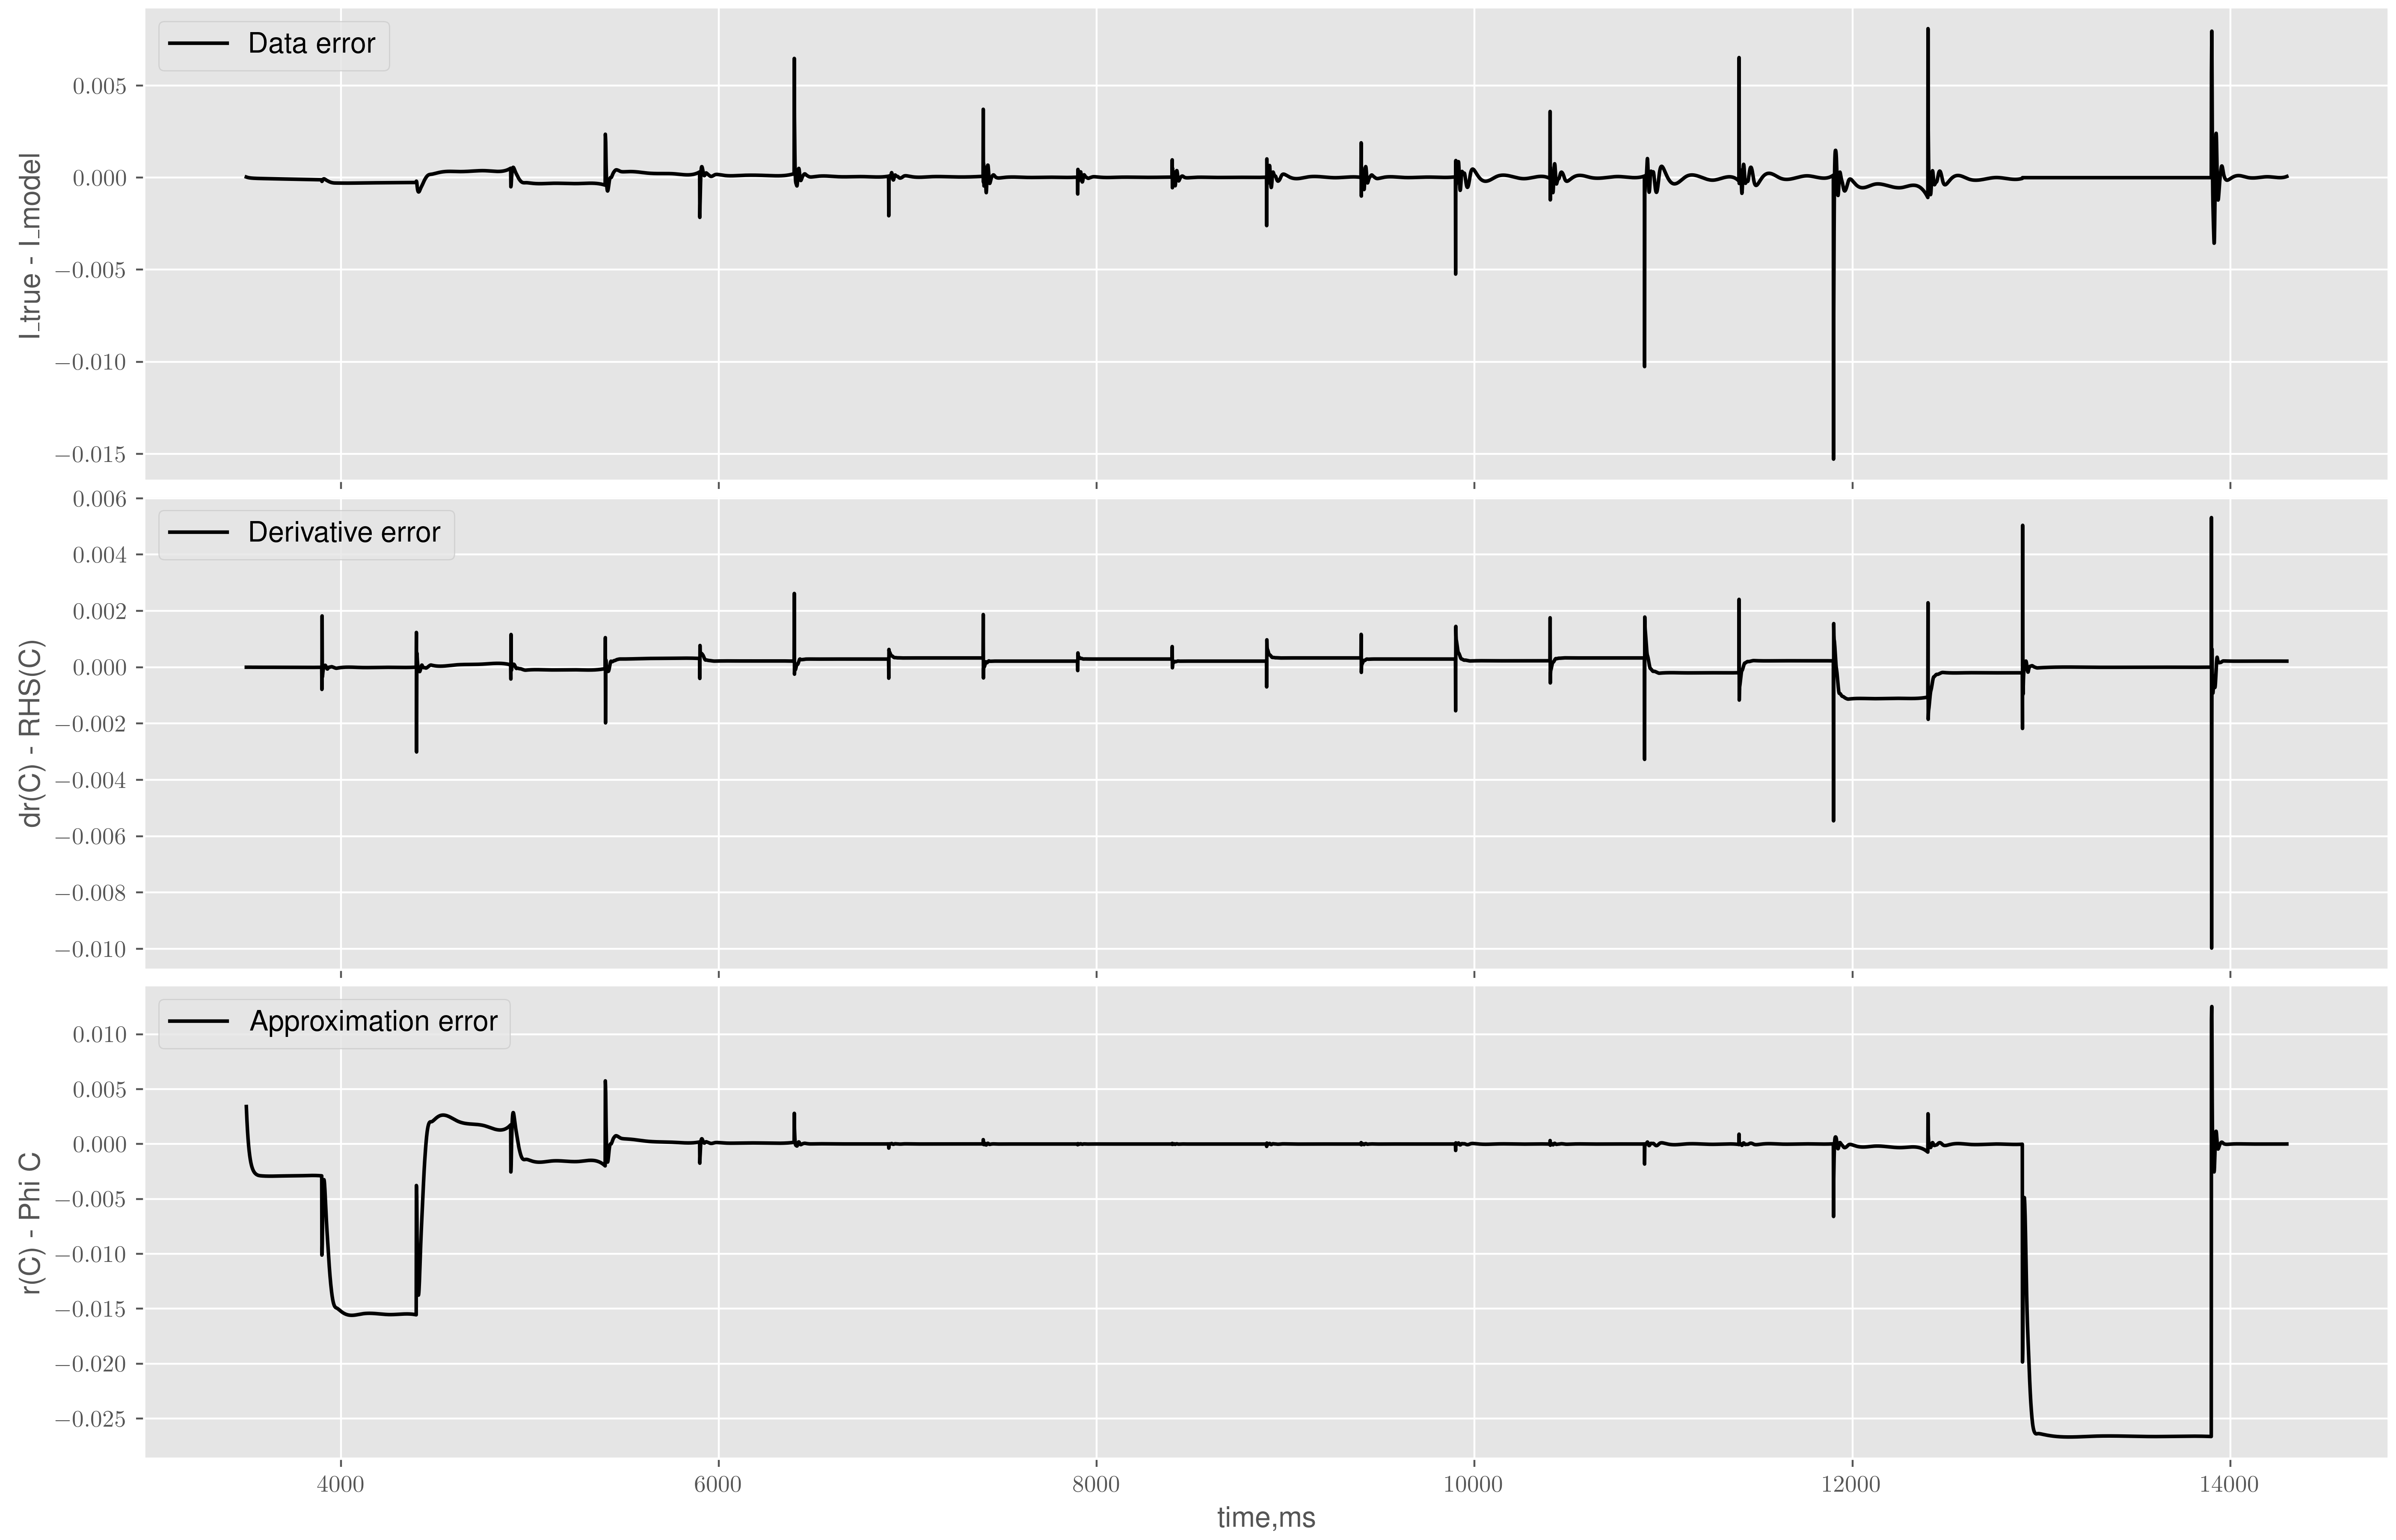 Data error
I_true - I_model
0.005
0.000
−0.005
−0.010
−0.015
Derivative error
dr(C) - RHS(C)
0.006
0.004
0.002
0.000
−0.002
−0.004
−0.006
−0.008
−0.010
Approximation error
r(C) - Phi C
0.010
0.005
0.000
−0.005
−0.010
−0.015
−0.020
−0.025
4000 6000 8000 10000 12000 14000
time,ms